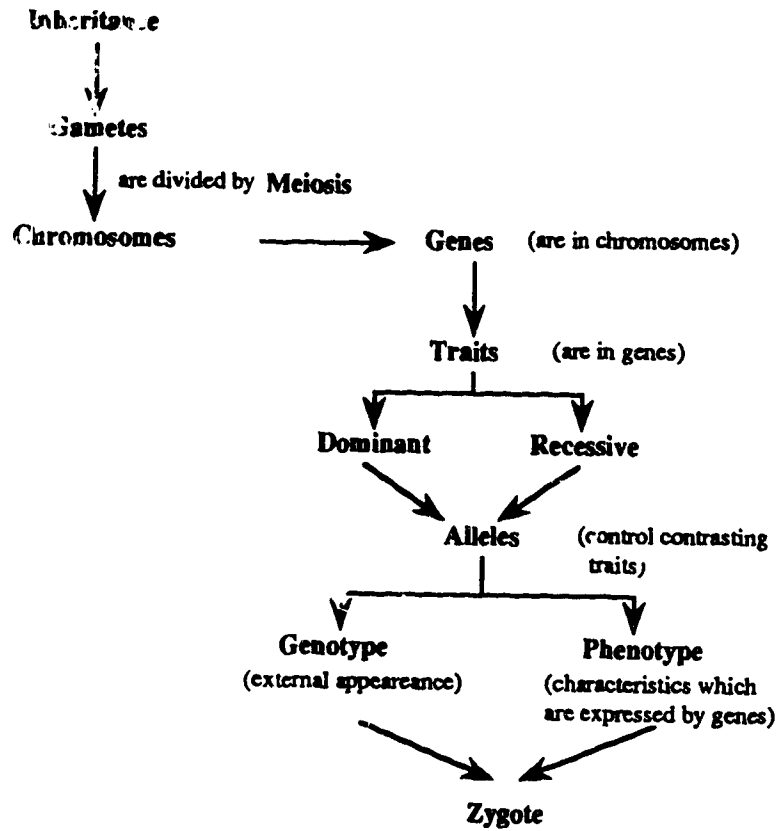 Inheritance
Gametes
are divided by Meiosis
Chromosomes
Genes (are in chromosomes)
Traits (are in genes)
Dominant Recessive
Alleles (control contrasting
traits)
Genotype Phenotype
(external appeareance) (characteristics which
are expressed by genes)
Zygote